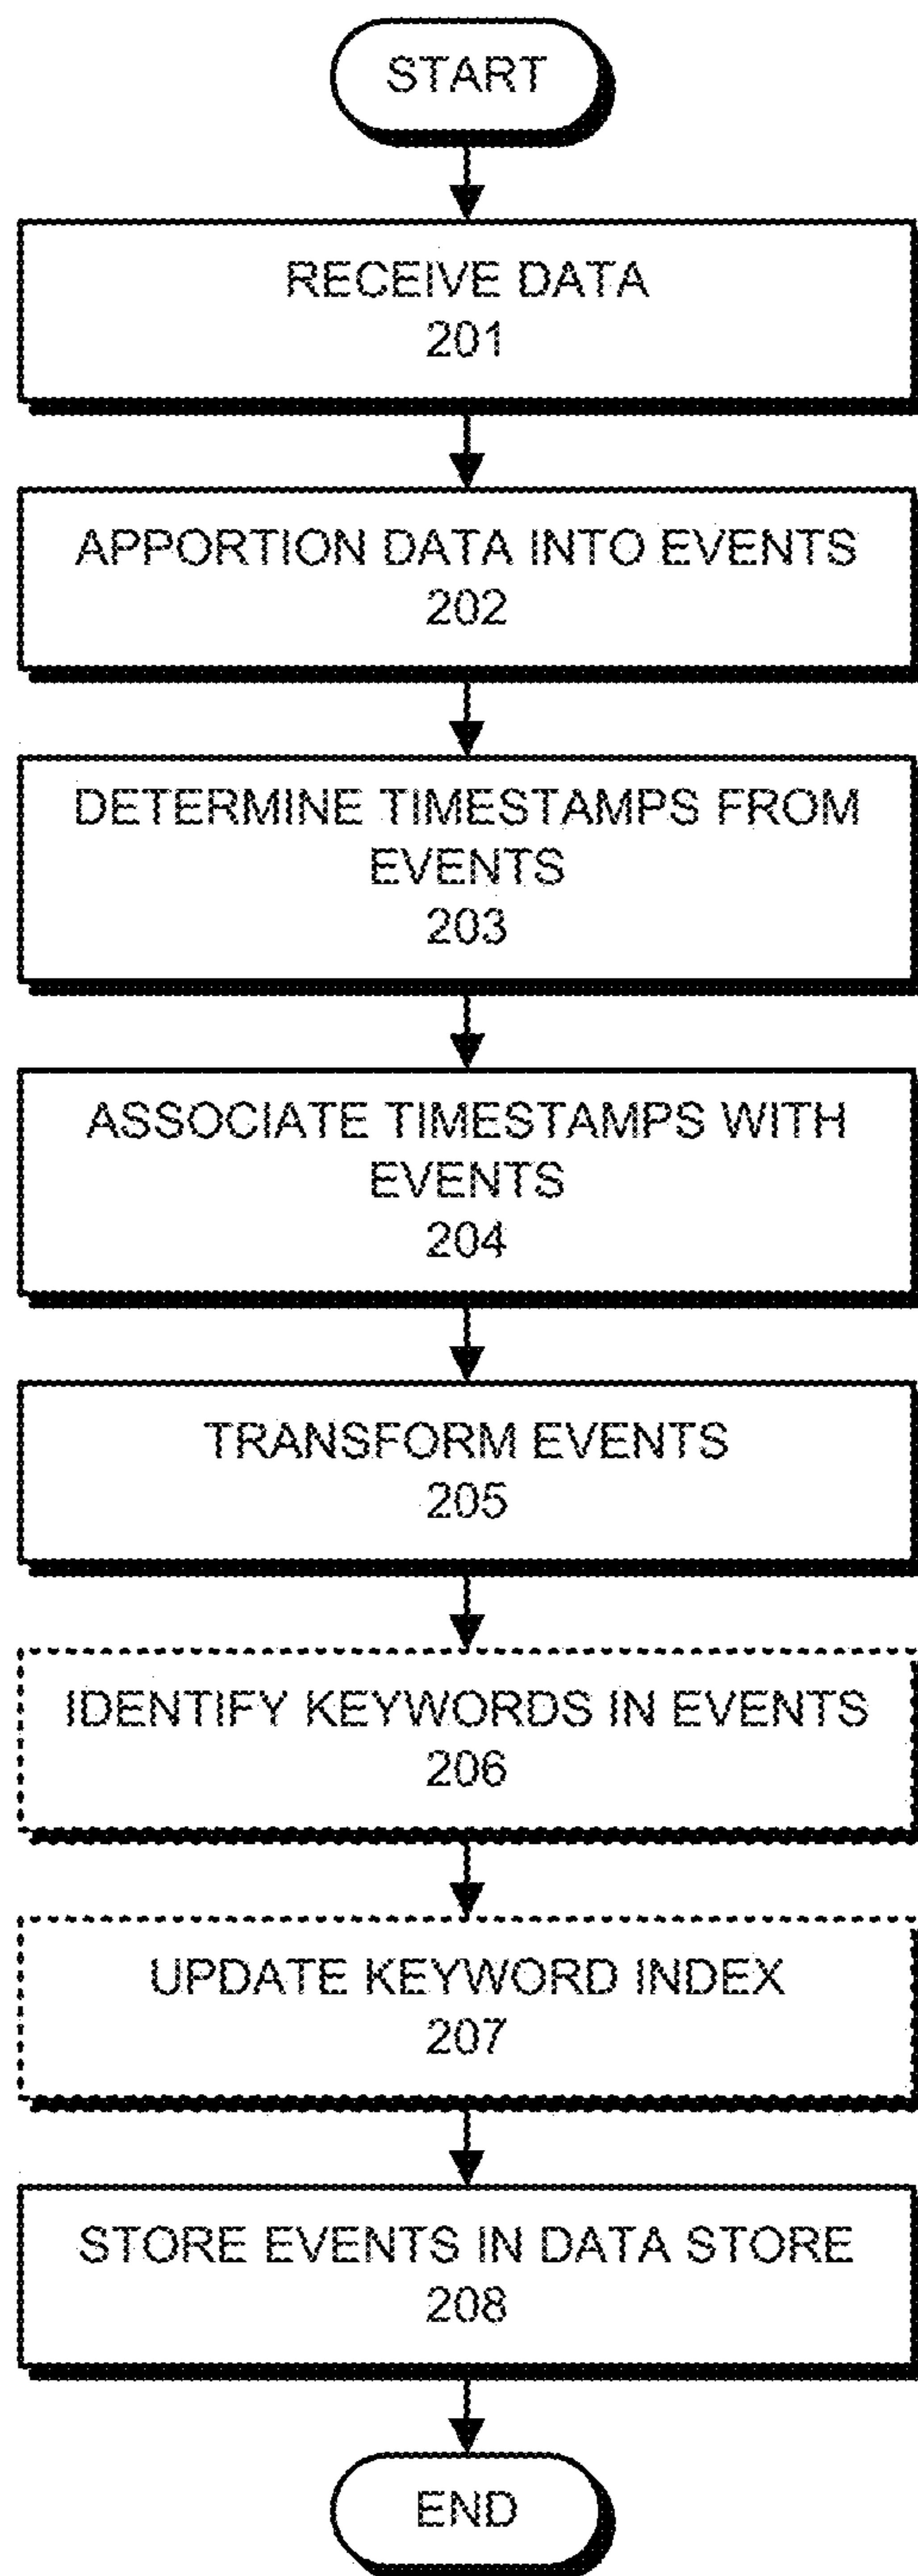 START
RECEIVE DATA
201
APPORTION DATA INTO EVENTS
202
DETERMINE TIMESTAMPS FROM
EVENTS
203
ASSOCIATE TIMESTAMPS WITH
EVENTS
204
TRANSFORM EVENTS
205
IDENTIFY KEYWORDS IN EVENTS
206
UPDATE KEYWORD INDEX
207
STORE EVENTS IN DATA STORE
208
END